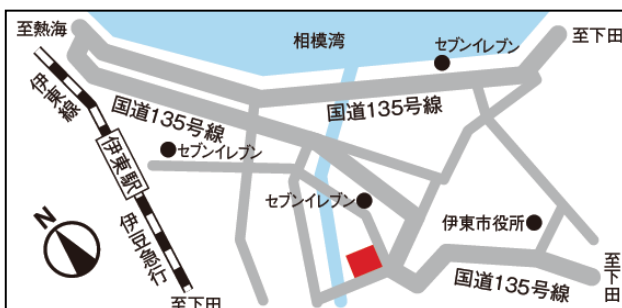 至熱海
相模湾
セブンイレブン
至下田
伊東線
国道135号線
国道135号線
セブンイレブン
伊東駅
セブンイレブン
伊東市役所
N
伊豆急行
国道135号線
至下田
至下田